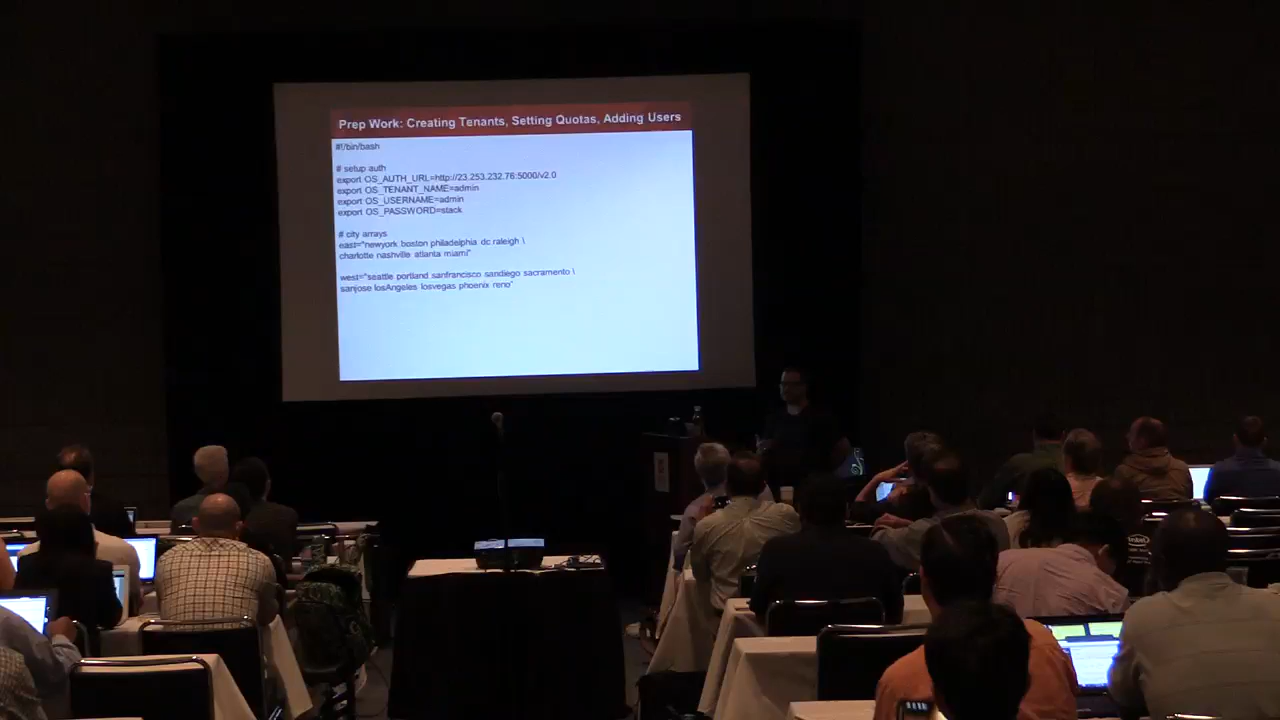 Prep Work: Creating Tenants, Setting Quotas, Adding Users
#!/bin/bash
# setup auth
export OS_AUTH_URL=http://23.253.232.76:5000/v2.0
export OS_TENANT_NAME=admin
export OS_USERNAME=admin
export OS_PASSWORD=stack
# city arrays
east="newyork boston philadelphia dc raleigh \
charlotte nashville atlanta miami"
west="seattle portland sanfrancisco sandiego sacramento \
sanjose losAngeles losvegas phoenix reno"
intel